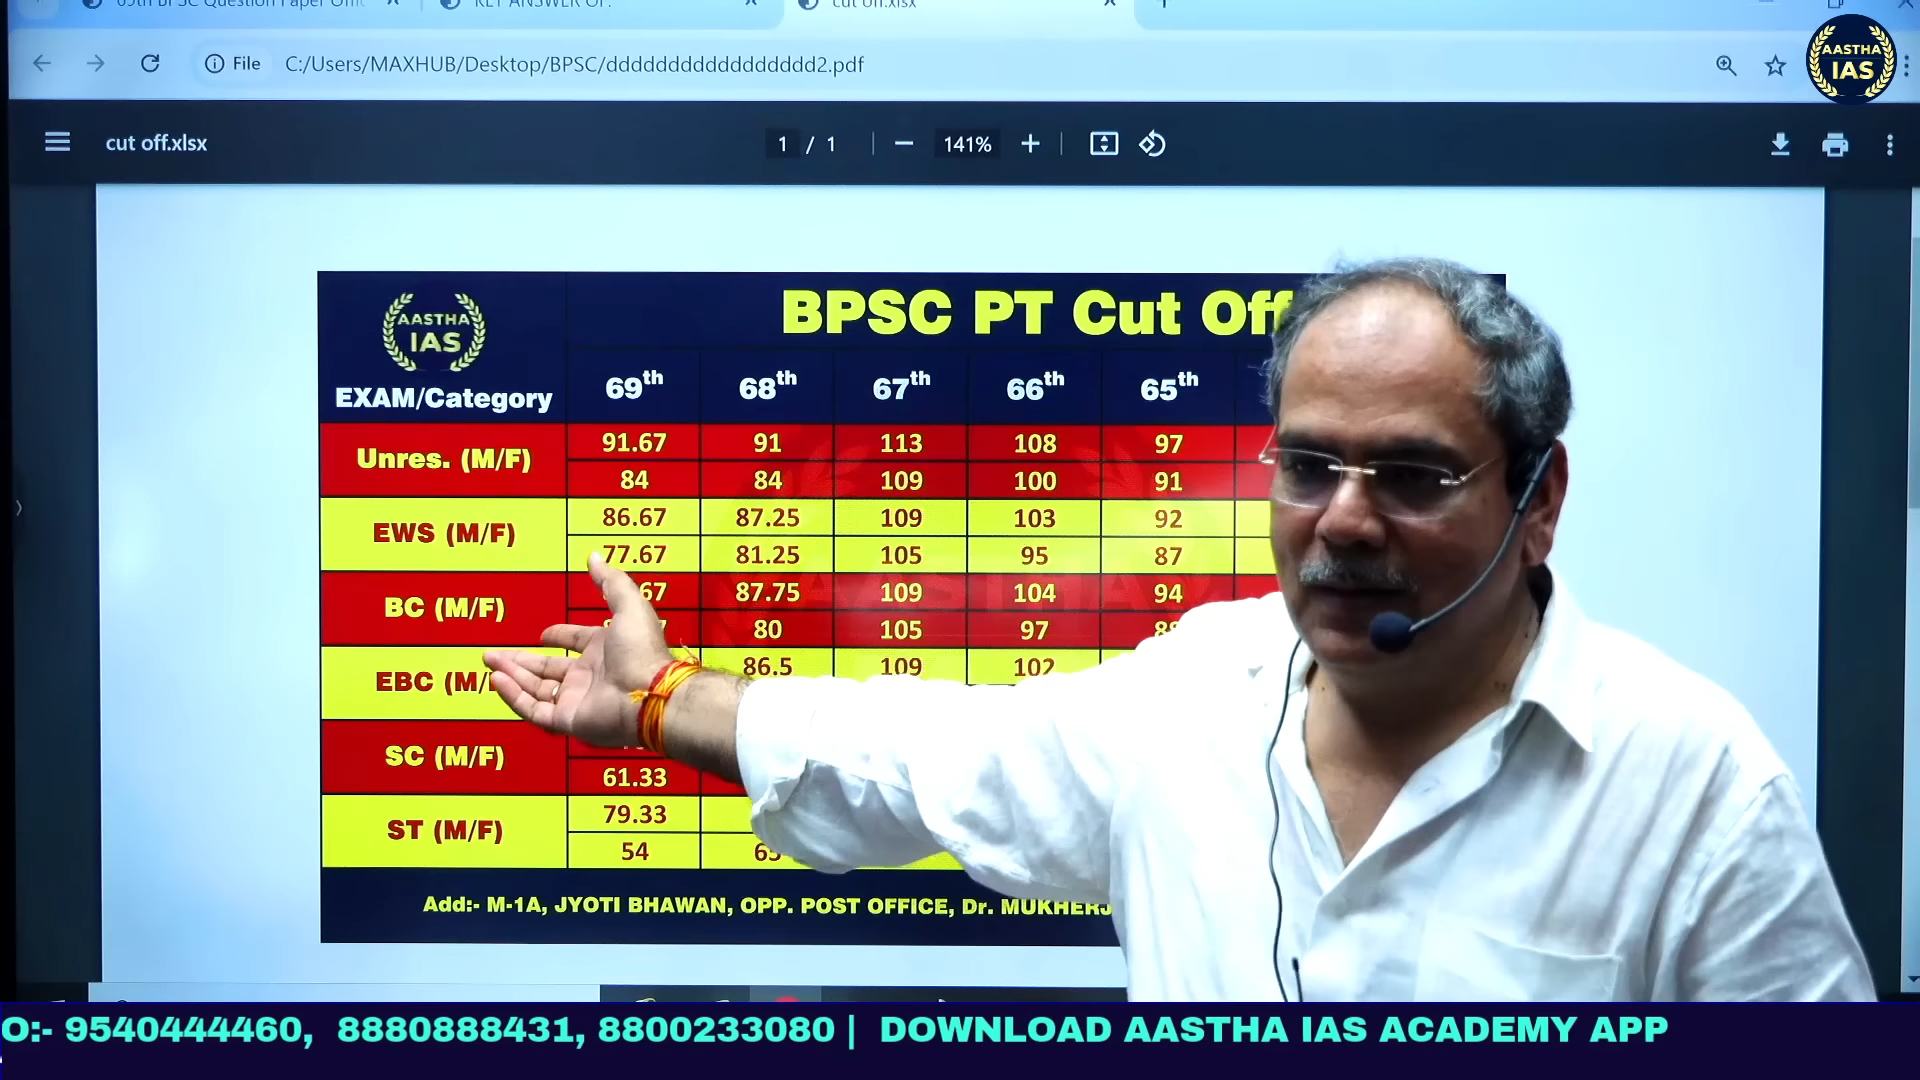 cut off.xlsx
File C:/Users/MAXHUB/Desktop/BPSC/ddddddddddddddddd2.pdf
AASTHA
IAS
cut off.xlsx 1 / 1 141%
AASTHA
IAS
BPSC PT Cut Off
EXAM/Category 69th 68th 67th 66th 65th
Unres. (M/F) 91.67 91 113 108 97
84 84 109 100 91
EWS (M/F) 86.67 87.25 109 103 92
77.67 81.25 105 95 87
BC (M/F) 87.75 109 104 94
80 105 97
EBC 86.5 109 102
SC (M/F)
61.33
ST (M/F) 79.33
54
Add:- M-1A, JYOTI BHAWAN, OPP. POST OFFICE, Dr.
O:- 9540444460, 8880888431, 8800233080 | DOWNLOAD AASTHA IAS ACADEMY APP